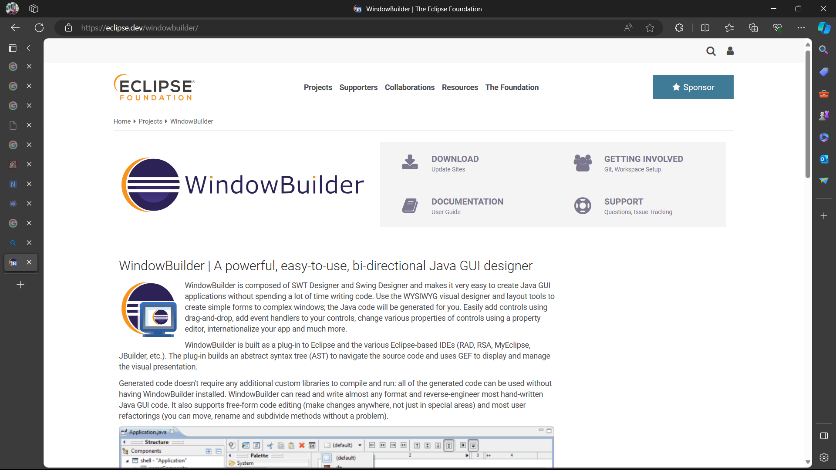 WindowBuilder | The Eclipse Foundation
https://eclipse.dev/windowbuilder/
ECLIPSE
FOUNDATION
Projects Supporters Collaborations Resources The Foundation
Sponsor
Home Projects WindowBuilder
WindowBuilder
DOWNLOAD
Update Sites
GETTING INVOLVED
Git, Workspace Setup
DOCUMENTATION
User Guide
SUPPORT
Questions, Issue Tracking
WindowBuilder | A powerful, easy-to-use, bi-directional Java GUI designer
WindowBuilder is composed of SWT Designer and Swing Designer and makes it very easy to create Java GUI
applications without spending a lot of time writing code. Use the WYSIWYG visual designer and layout tools to
create simple forms to complex windows; the Java code will be generated for you. Easily add controls using
drag-and-drop, add event handlers to your controls, change various properties of controls using a property
editor, internationalize your app and much more.
WindowBuilder is built as a plug-in to Eclipse and the various Eclipse-based IDEs (RAD, RSA, MyEclipse,
JBuilder, etc.). The plug-in builds an abstract syntax tree (AST) to navigate the source code and uses GEF to display and manage
the visual presentation.
Generated code doesn't require any additional custom libraries to compile and run: all of the generated code can be used without
having WindowBuilder installed. WindowBuilder can read and write almost any format and reverse-engineer most hand-written
Java GUI code. It also supports free-form code editing (make changes anywhere, not just in special areas) and most user
refactorings (you can move, rename and subdivide methods without a problem).
Application.java
Structure
Components
shell - "Application"
Palette
System
(default)
(default)